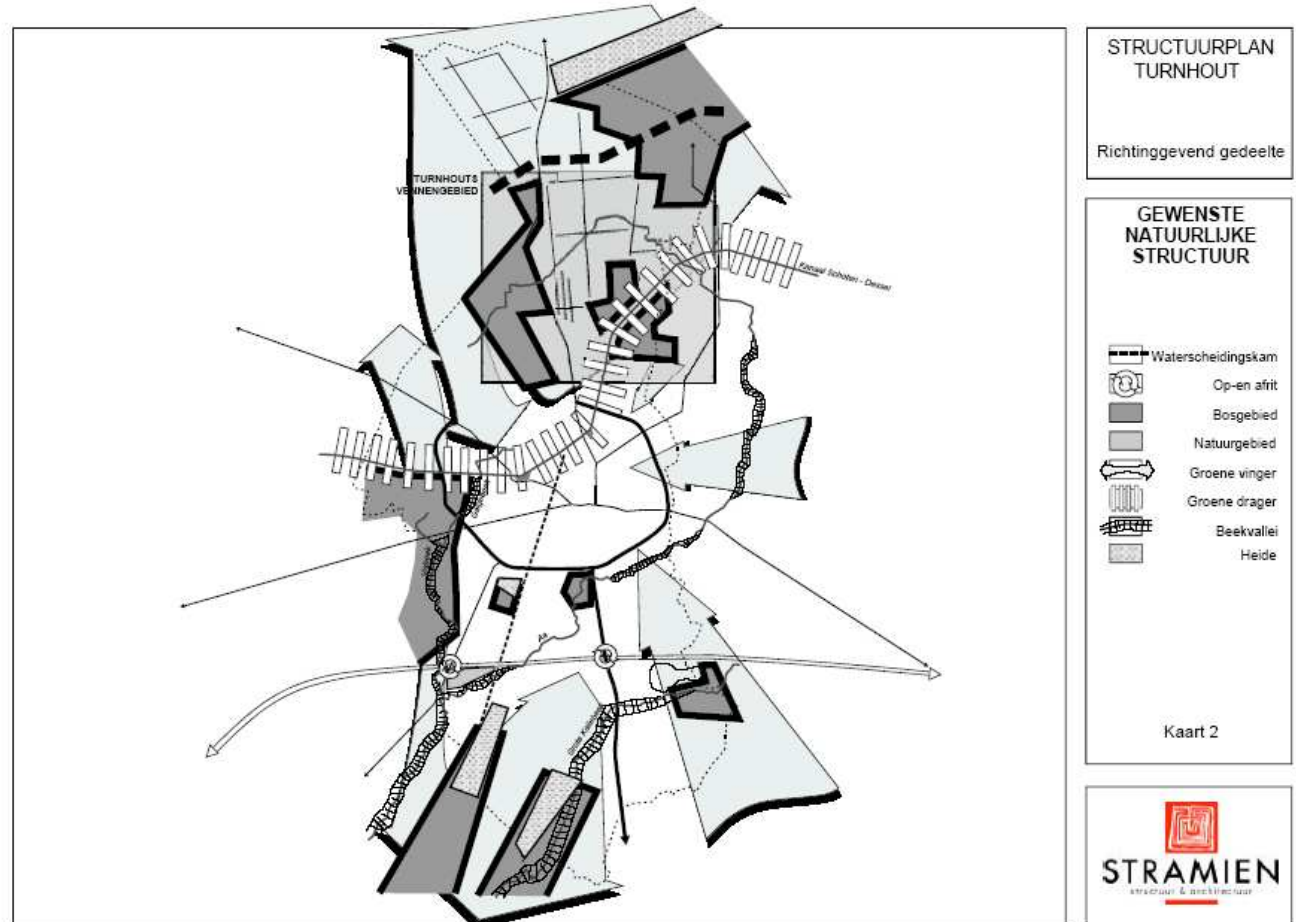 STRUCTUURPLAN
TURNHOUT
Richtinggevend gedeelte
GEWENSTE
NATUURLIJKE
STRUCTUUR
Waterscheidingskam
Op-en afrit
Bosgebied
Natuurgebied
Groene vinger
Groene drager
Beekvallei
Heide
Kaart 2
STRAMIEN
structuur & architectuur
TURNHOUTS
VENNENGEBIED
Kanaal Schoten - Dessel
Aa